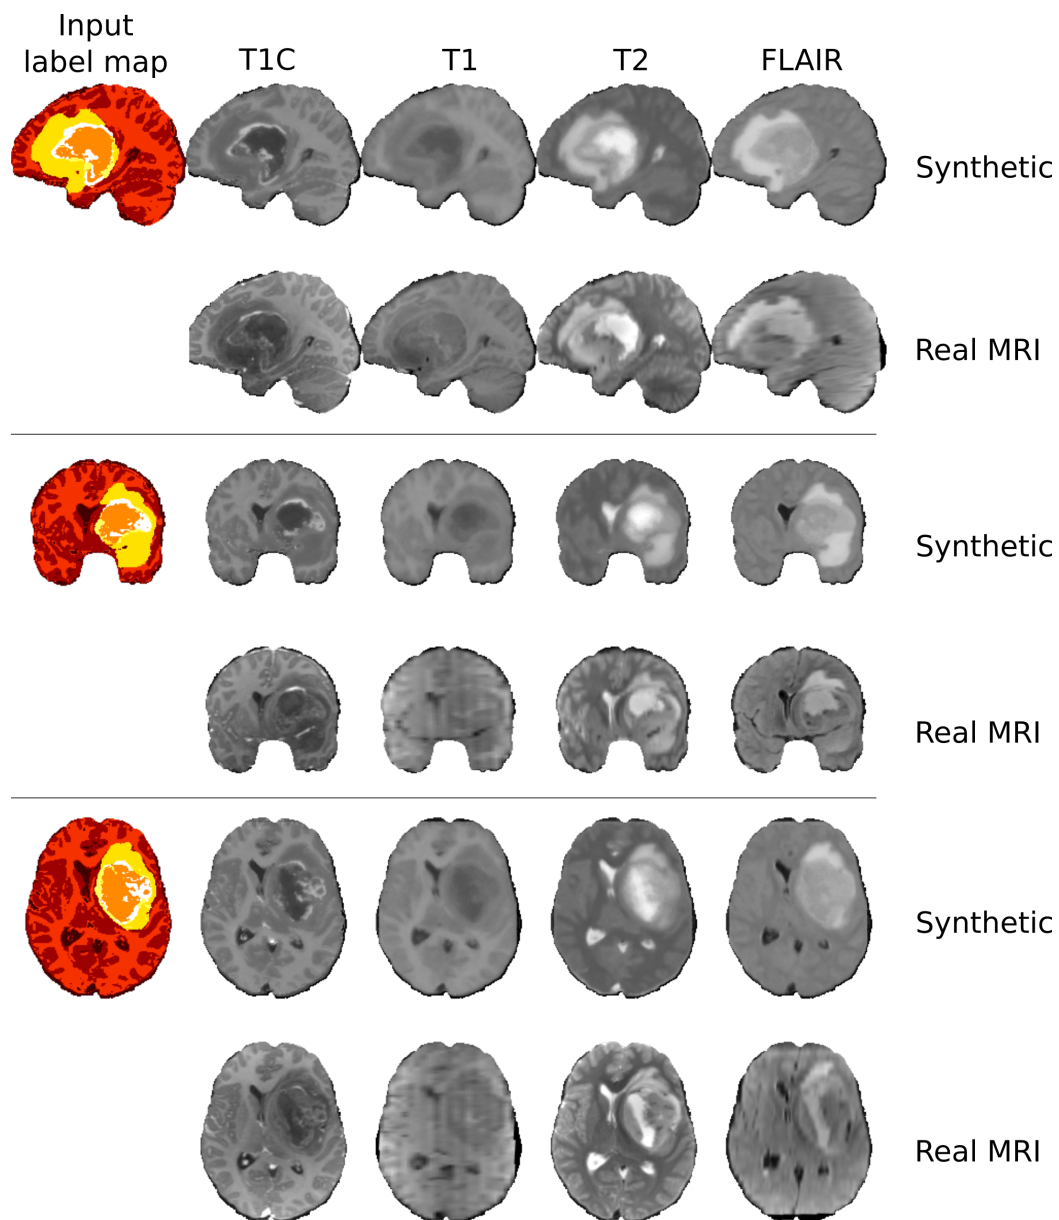 Input
label map
T1C
T1
T2
FLAIR
Synthetic
Real MRI
Synthetic
Real MRI
Synthetic
Real MRI